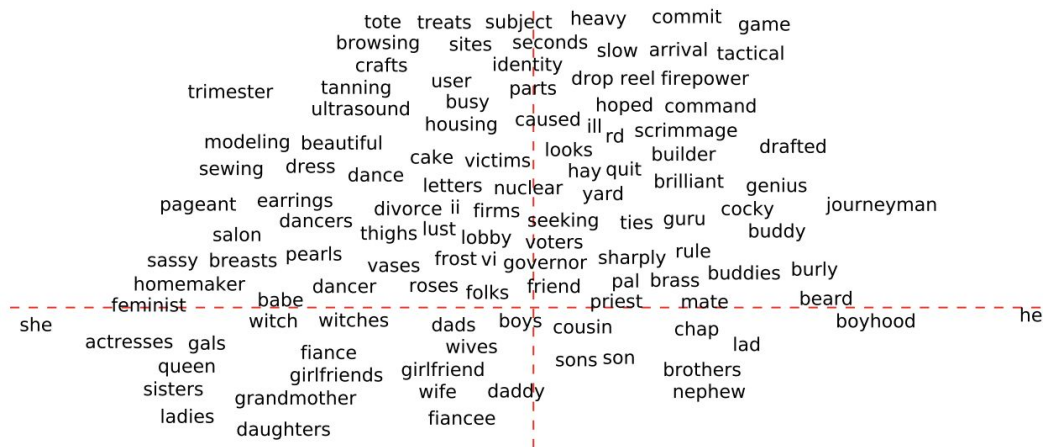 tote treats subject heavy commit game
browsing sites seconds slow arrival tactical
crafts identity
trimester tanning user parts drop reel firepower
ultrasound busy hoped command
housing caused ill rd scrimmage
modeling beautiful looks builder drafted
sewing dress cake victims hay quit
dance letters nuclear yard brilliant genius
pageant earrings divorce ii firms cocky journeyman
dancers thighs lust lobby seeking ties guru buddy
salon voters
sassy breasts pearls vases frost vi governor sharply rule
homemaker dancer roses folks friend pal brass buddies burly
feminist babe priest mate beard
she witch witches dads boys cousin chap boyhood he
actresses gals wives lad
queen fiance girlfriend sons son brothers
sisters girlfriends wife daddy nephew
grandmother
ladies daughters fiancee